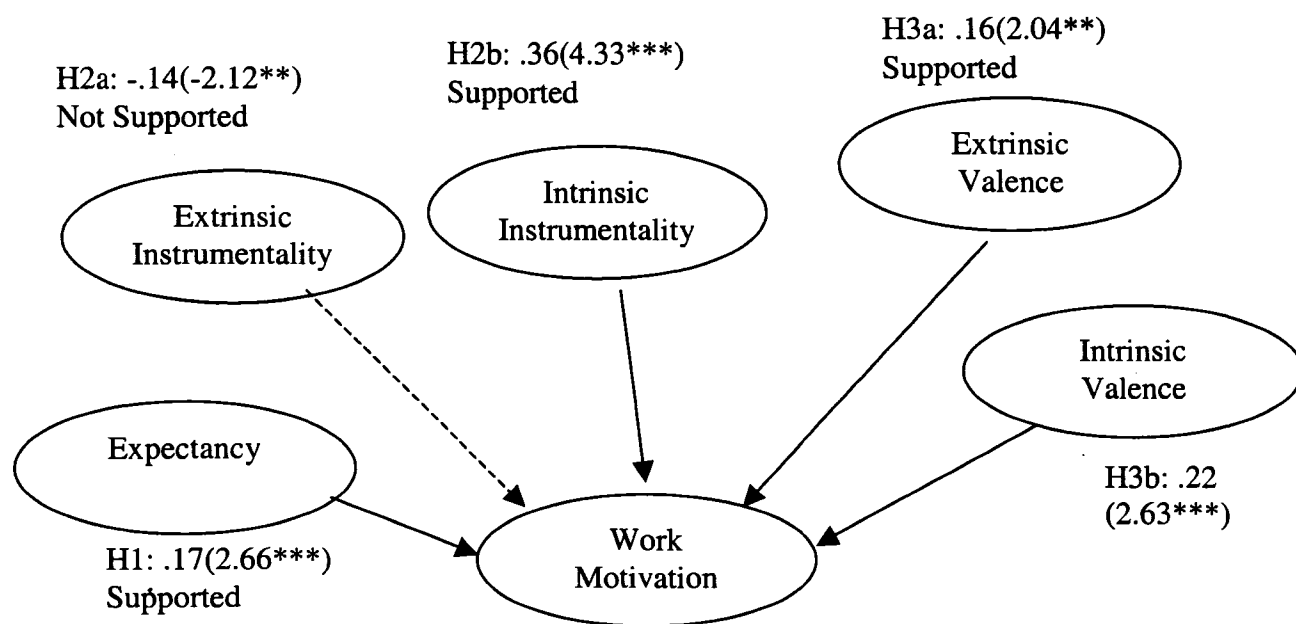 H2a: -.14(-2.12**)
Not Supported
H2b: .36(4.33***)
Supported
H3a: .16(2.04**)
Supported
Extrinsic
Instrumentality
Intrinsic
Instrumentality
Extrinsic
Valence
Intrinsic
Valence
Expectancy
H3b: .22
(2.63***)
H1: .17(2.66***)
Supported
Work
Motivation